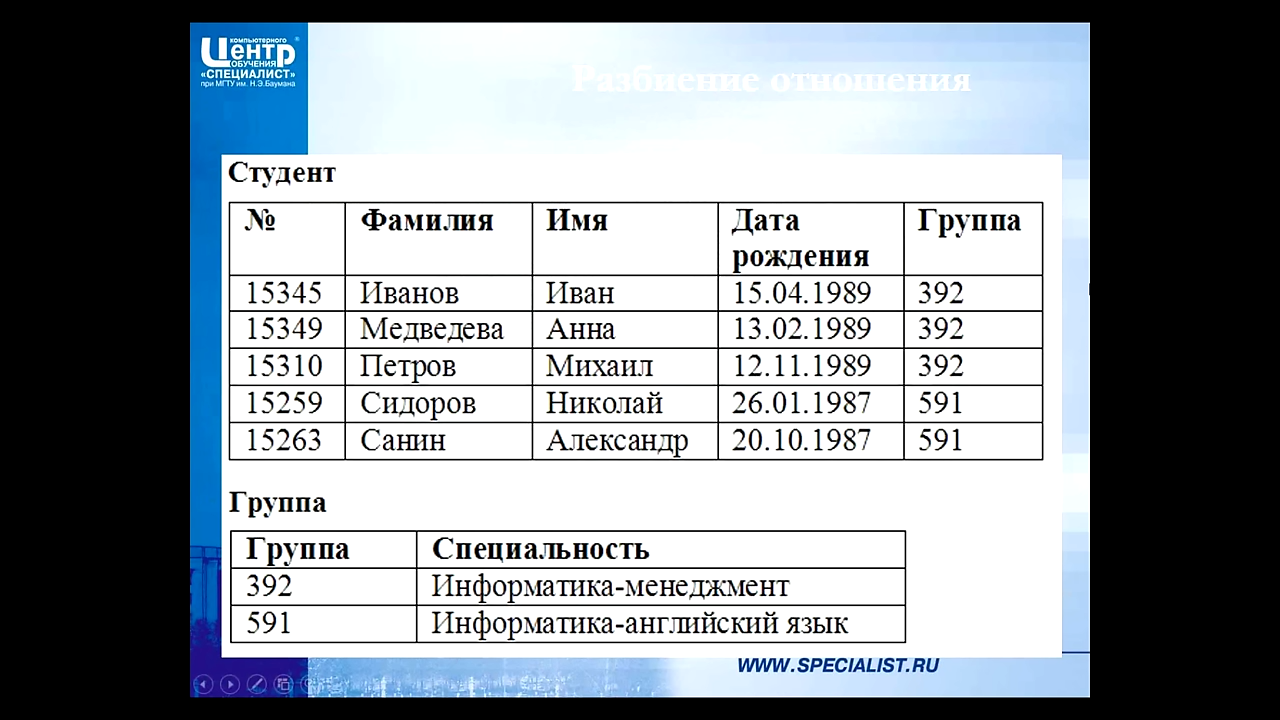 компьютерного
Центр
ОБУЧЕНИЯ
«СПЕЦИАЛИСТ»
при МГТУ им. Н.Э.Баумана
Разбиение отношения
Студент
№ Фамилия Имя Дата рождения Группа
15345 Иванов Иван 15.04.1989 392
15349 Медведева Анна 13.02.1989 392
15310 Петров Михаил 12.11.1989 392
15259 Сидоров Николай 26.01.1987 591
15263 Санин Александр 20.10.1987 591
Группа
Группа Специальность
392 Информатика-менеджмент
591 Информатика-английский язык
WWW.SPECIALIST.RU